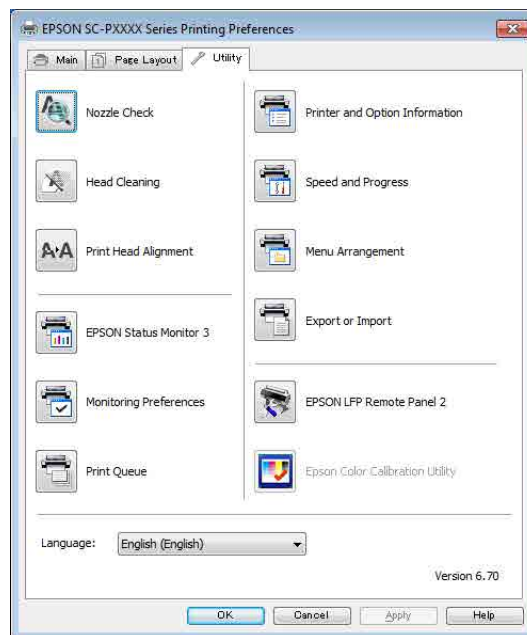 EPSON SC-PXXXX Series Printing Preferences
Main
Page Layout
Utility
Nozzle Check
Head Cleaning
A A Print Head Alignment
EPSON Status Monitor 3
Monitoring Preferences
Print Queue
Printer and Option Information
Speed and Progress
Menu Arrangement
Export or Import
EPSON LFP Remote Panel 2
Epson Color Calibration Utility
Language: English (English)
Version 6.70
OK Cancel Apply Help